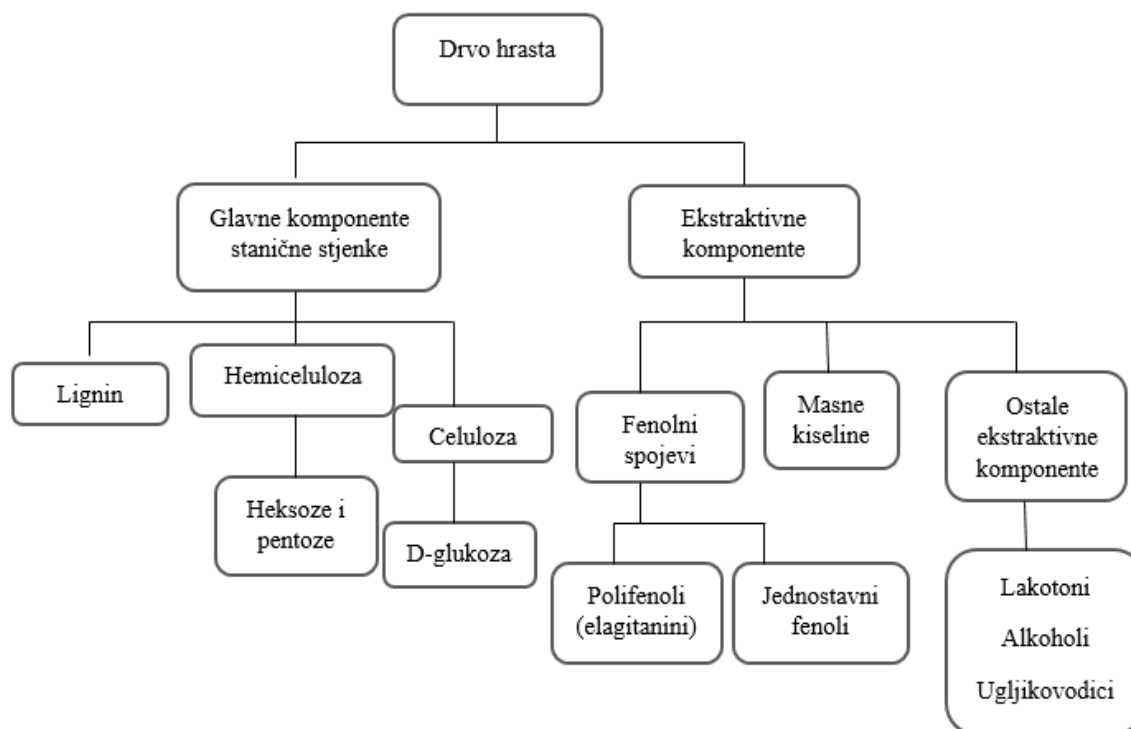 Drvo hrasta
Glavne komponente
stanične stjenke
Ekstraktivne
komponente
Lignin
Hemiceluloza
Celuloza
Heksoze i
pentoze
D-glukoza
Fenolni
spojevi
Masne
kiseline
Ostale
ekstraktivne
komponente
Polifenoli
(elagitanini)
Jednostavni
fenoli
Lakotoni
Alkoholi
Ugljikovodici